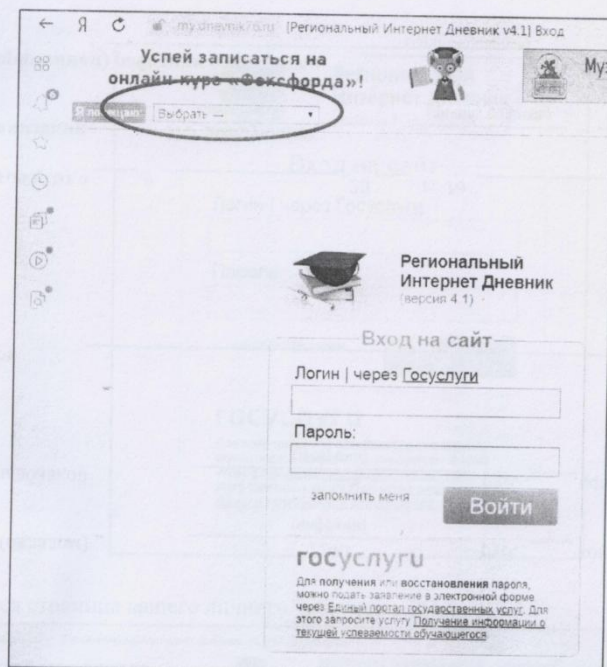 my.dnevnik76.ru [Региональный Интернет Дневник v4.1] Вход
Успей записаться на
онлайн-курс «Фоксфорда»!
Муз
Я посещаю: Выбрать ---
Региональный
Интернет Дневник
(версия 4.1)
Вход на сайт
Логин | через Госуслуги
Пароль:
запомнить меня
Войти
госуслуги
Для получения или восстановления пароля,
можно подать заявление в электронной форме
через Единый портал государственных услуг. Для
этого запросите услугу Получение информации о
текущей успеваемости обучающегося.